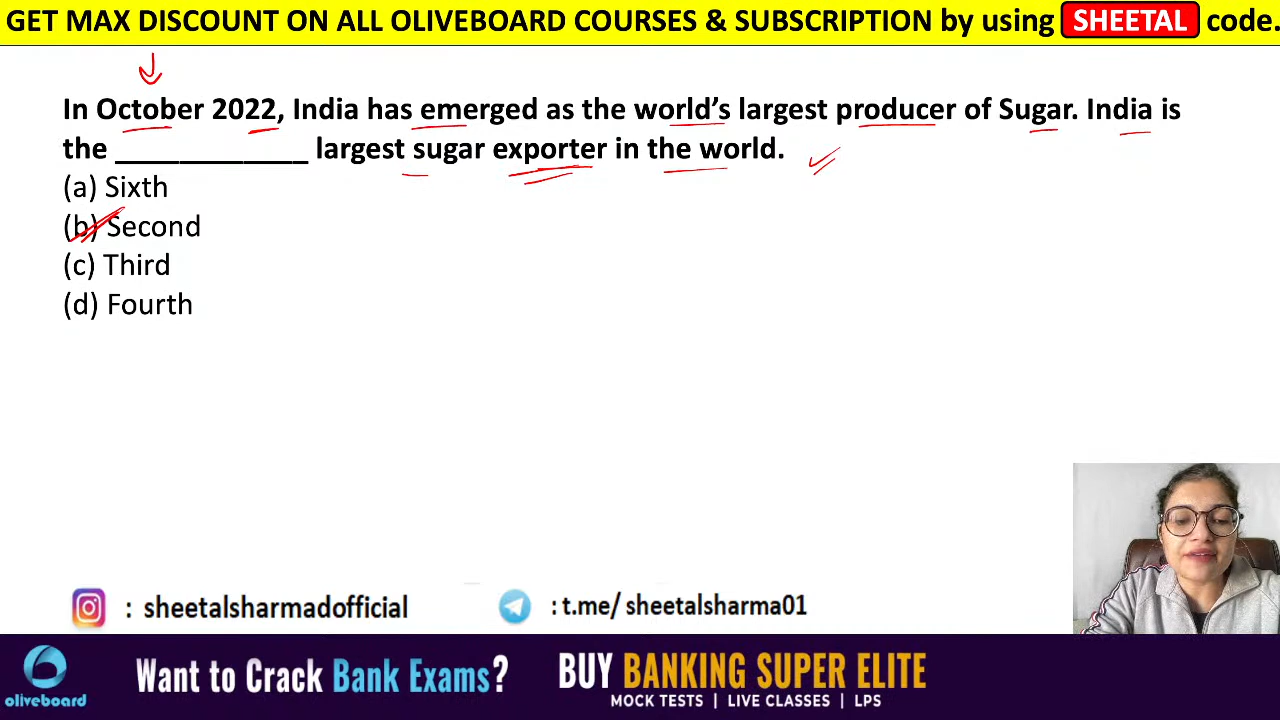 GET MAX DISCOUNT ON ALL OLIVEBOARD COURSES & SUBSCRIPTION by using SHEETAL code.
In October 2022, India has emerged as the world's largest producer of Sugar. India is
the ____________ largest sugar exporter in the world.
(a) Sixth
(b) Second
(c) Third
(d) Fourth
: sheetalsharmadofficial
: t.me/ sheetalsharma01
oliveboard
Want to Crack Bank Exams?
BUY BANKING SUPER ELITE
MOCK TESTS | LIVE CLASSES | LPS